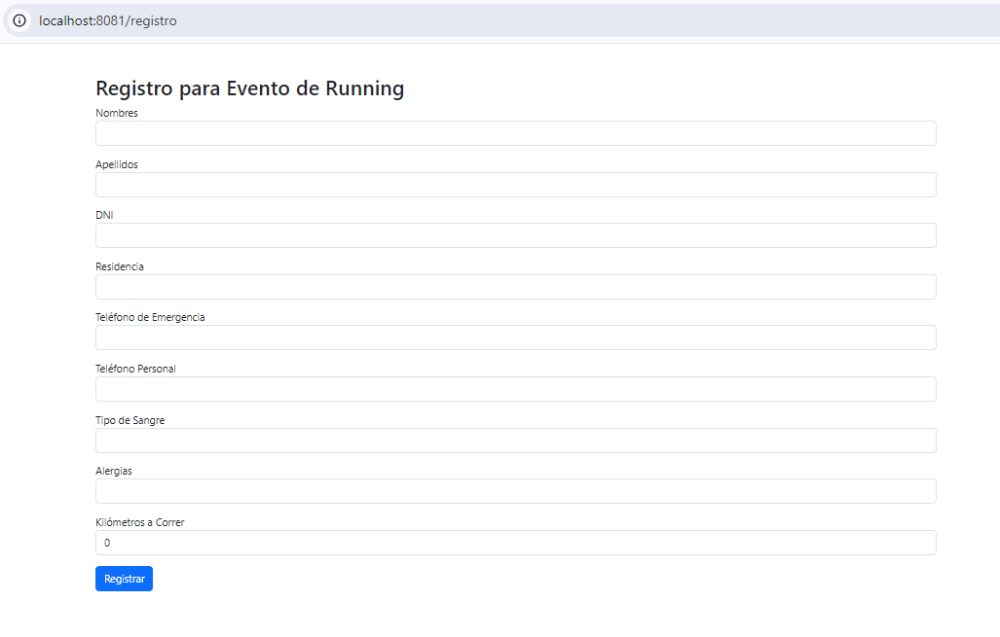 localhost:8081/registro
Registro para Evento de Running
Nombres
Apellidos
DNI
Residencia
Teléfono de Emergencia
Teléfono Personal
Tipo de Sangre
Alergias
Kilómetros a Correr
0
Registrar